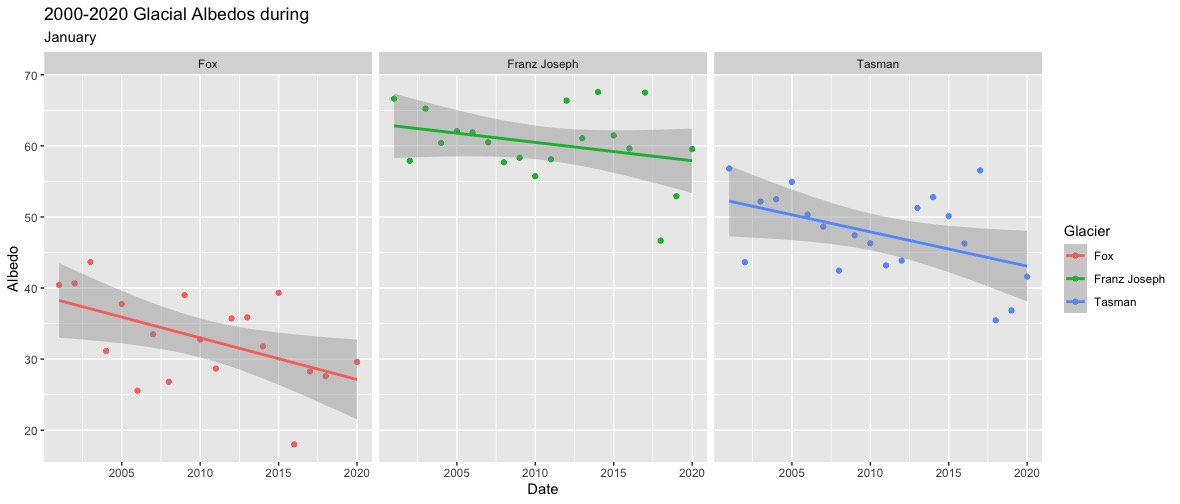 2000-2020 Glacial Albedos during
January
Fox
Franz Joseph
Tasman
70
60
50
40
30
20
Albedo
2005
2010
2015
2020
2005
2010
2015
2020
2005
2010
2015
2020
Date
Glacier
Fox
Franz Joseph
Tasman